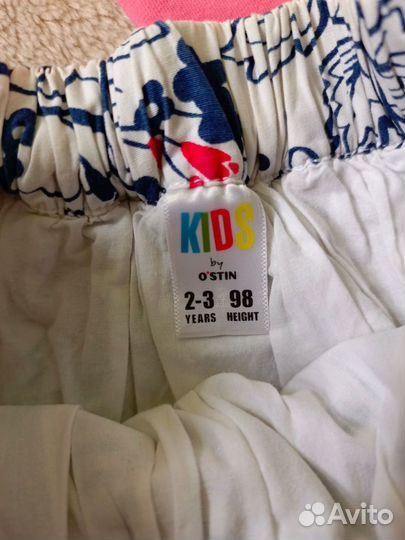 KIDS
by
O'STIN
2-3 98
YEARS HEIGHT
Avito